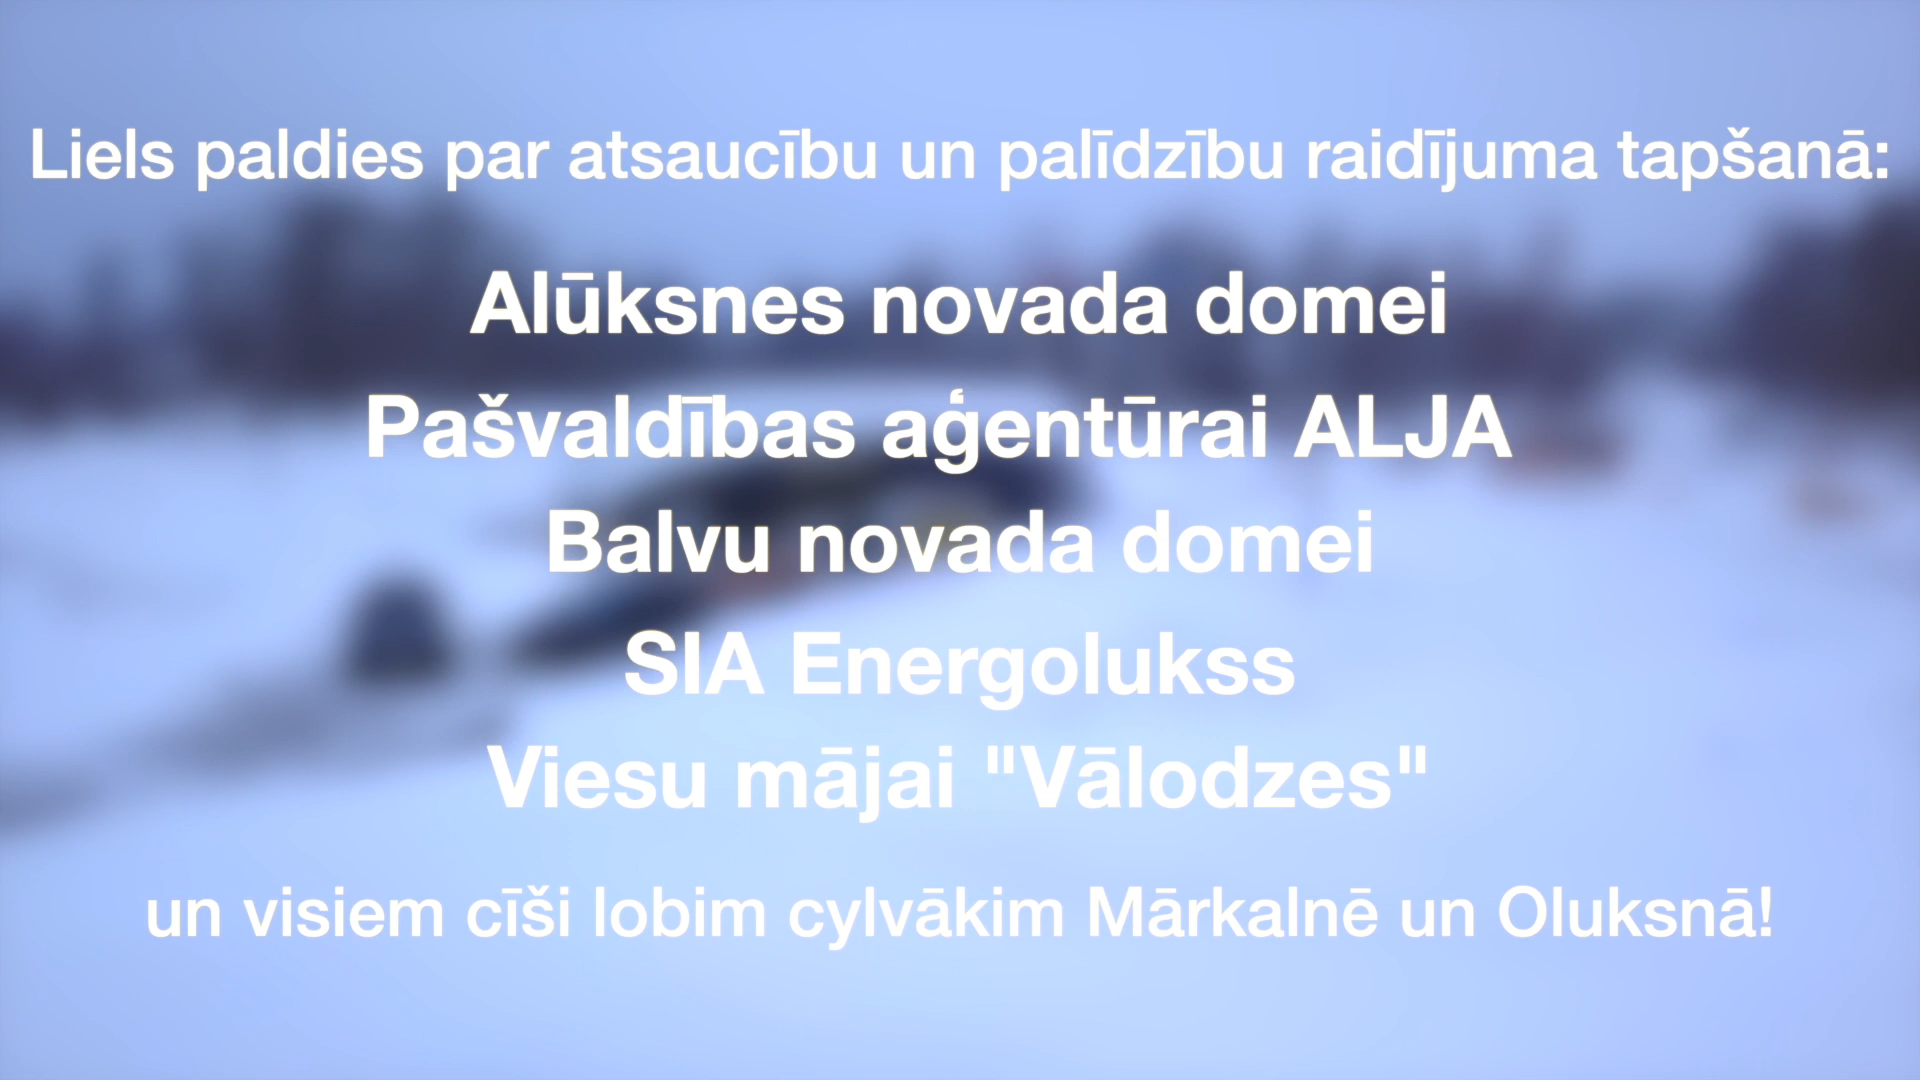 Liels paldies par atsaucību un palīdzību raidījuma tapšanā:
Alūksnes novada domei
Pašvaldības aģentūrai ALJA
Balvu novada domei
SIA Energolukss
Viesu mājai "Vālodzes"
un visiem cīši lobim cylvākim Mārkalnē un Oluksnā!